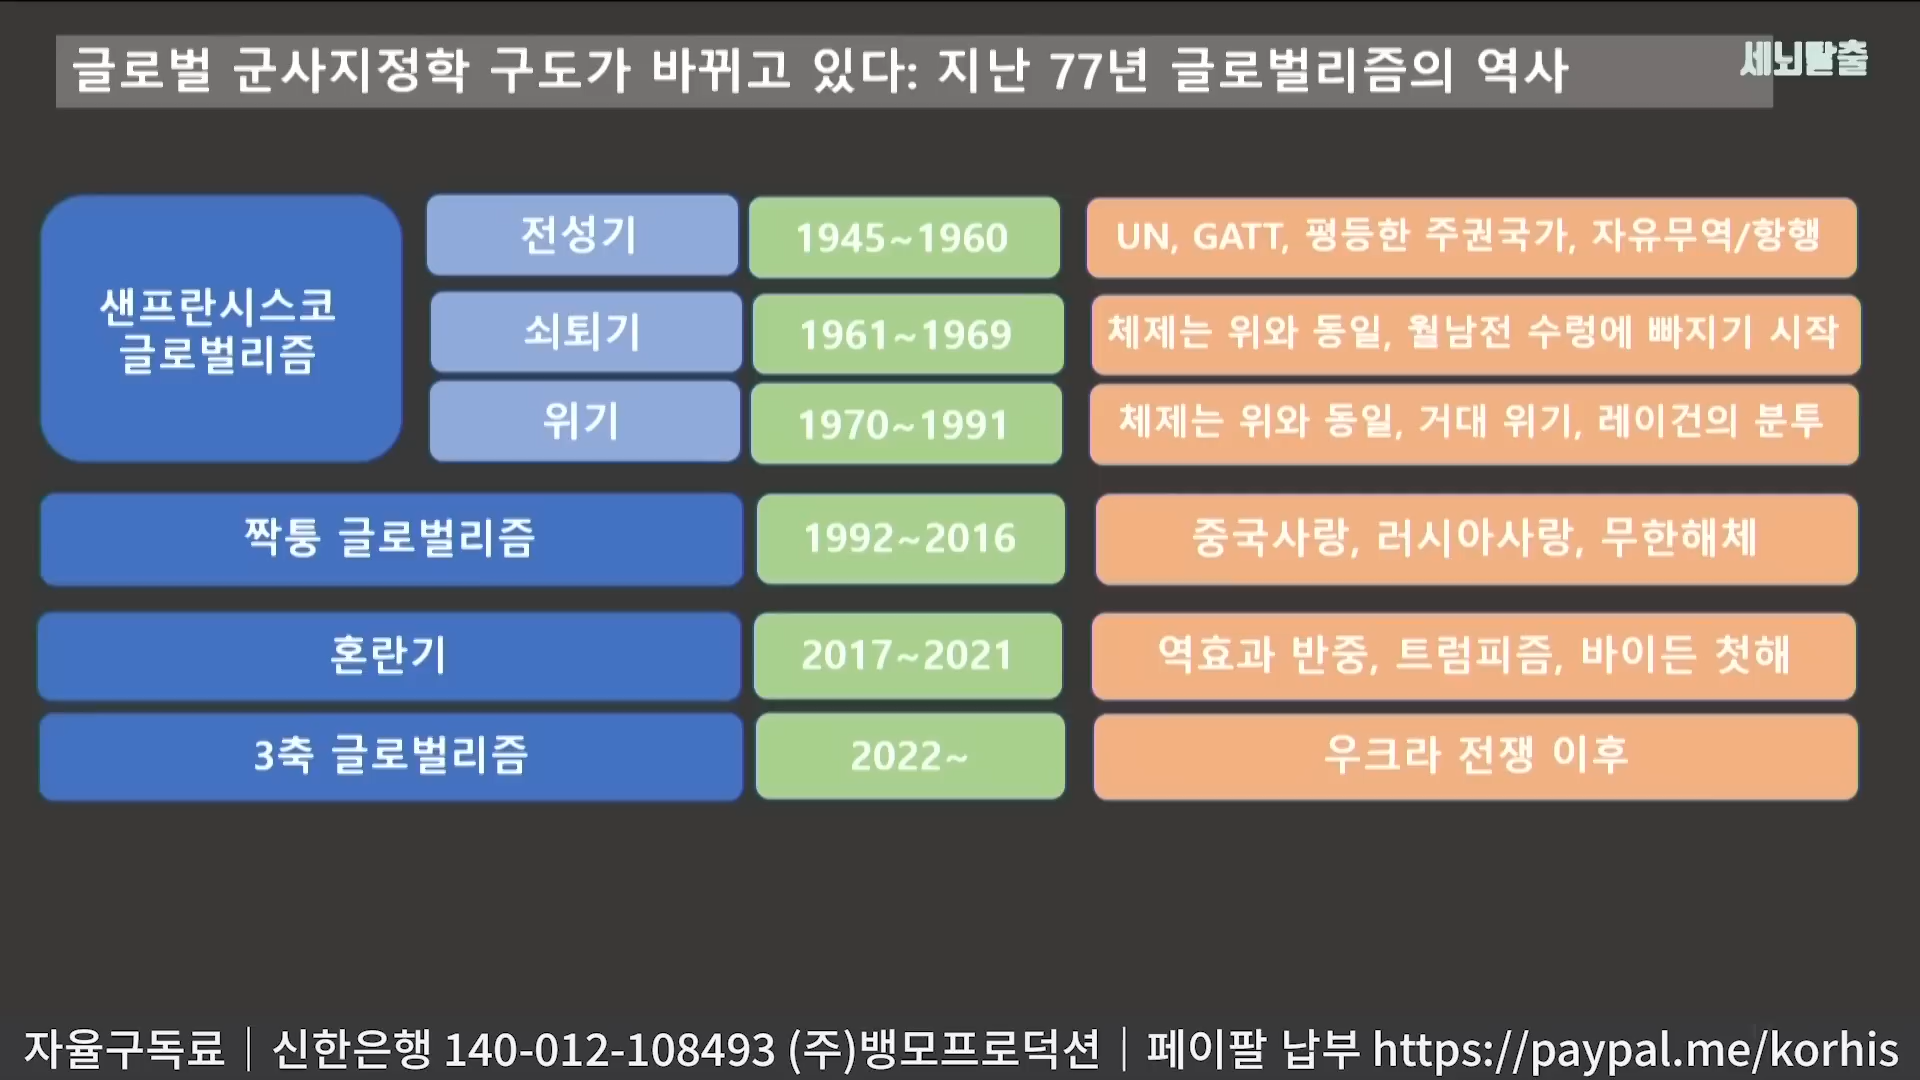 글로벌 군사지정학 구도가 바뀌고 있다: 지난 77년 글로벌리즘의 역사
세뇌탈출
샌프란시스코
글로벌리즘
전성기 1945~1960 UN, GATT, 평등한 주권국가, 자유무역/항행
쇠퇴기 1961~1969 체제는 위와 동일, 월남전 수렁에 빠지기 시작
위기 1970~1991 체제는 위와 동일, 거대 위기, 레이건의 분투
짝퉁 글로벌리즘 1992~2016 중국사랑, 러시아사랑, 무한해체
혼란기 2017~2021 역효과 반중, 트럼피즘, 바이든 첫해
3축 글로벌리즘 2022~ 우크라 전쟁 이후
자율구독료｜신한은행 140-012-108493 (주)뱅모프로덕션｜페이팔 납부 https://paypal.me/korhis